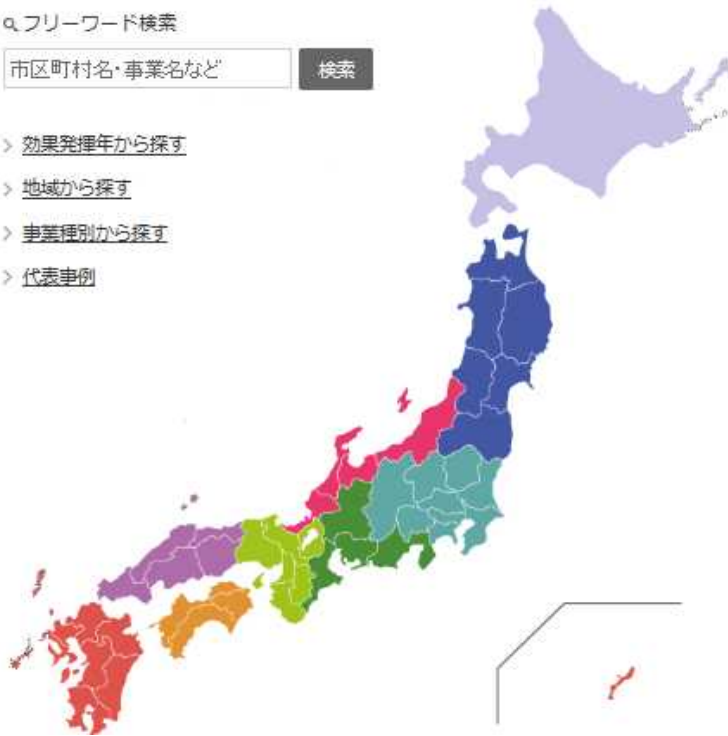 フリーワード検索
市区町村名・事業名など
検索
効果発揮年から探す
地域から探す
事業種別から探す
代表事例